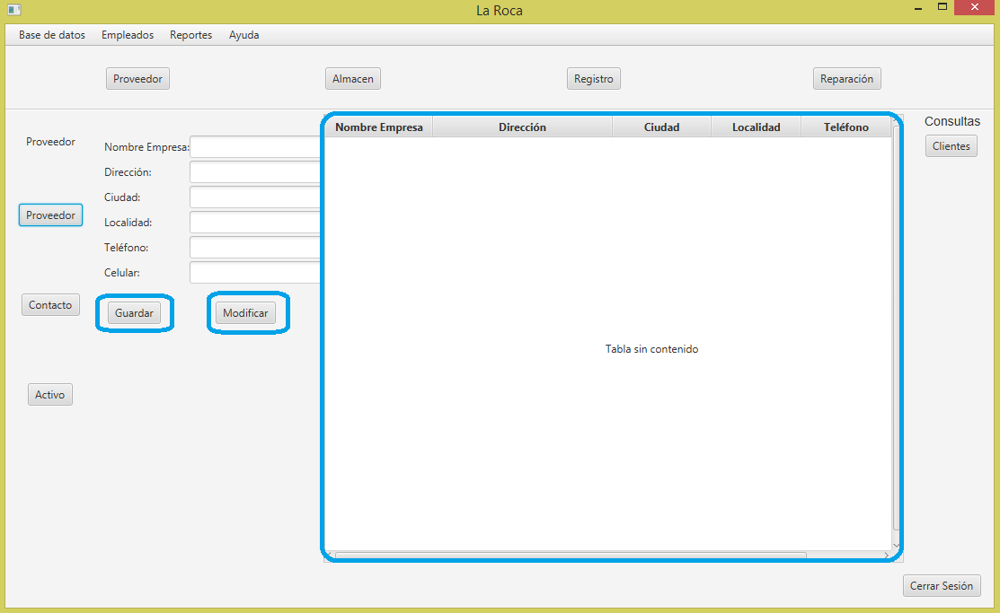 La Roca
Base de datos Empleados Reportes Ayuda
Proveedor Almacen Registro Reparación
Proveedor
Nombre Empresa:
Dirección:
Ciudad:
Localidad:
Teléfono:
Celular:
Proveedor
Contacto
Activo
Guardar Modificar
Nombre Empresa Dirección Ciudad Localidad Teléfono
Tabla sin contenido
Consultas
Clientes
Cerrar Sesión